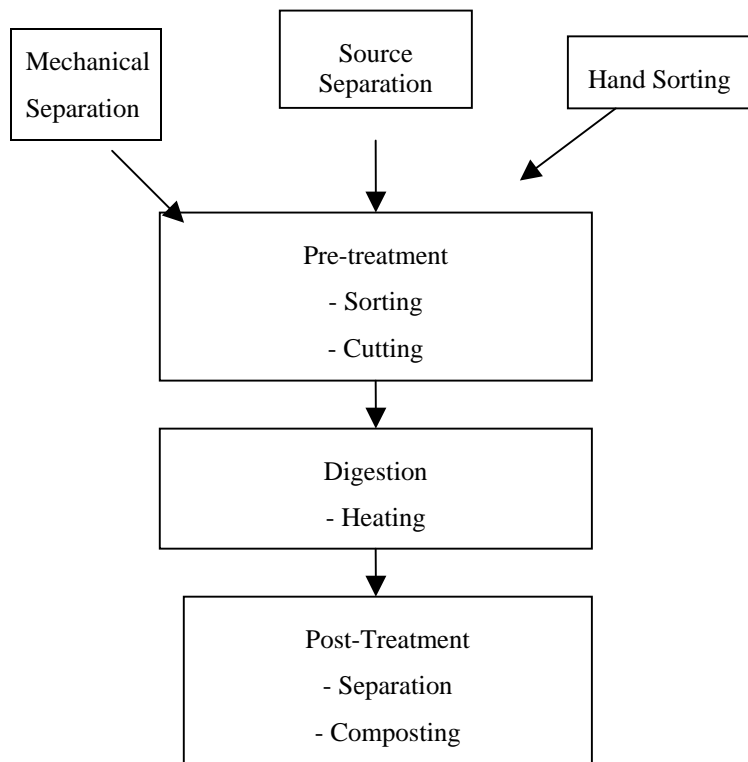 Mechanical
Separation
Source
Separation
Hand Sorting
Pre-treatment
- Sorting
- Cutting
Digestion
- Heating
Post-Treatment
- Separation
- Composting